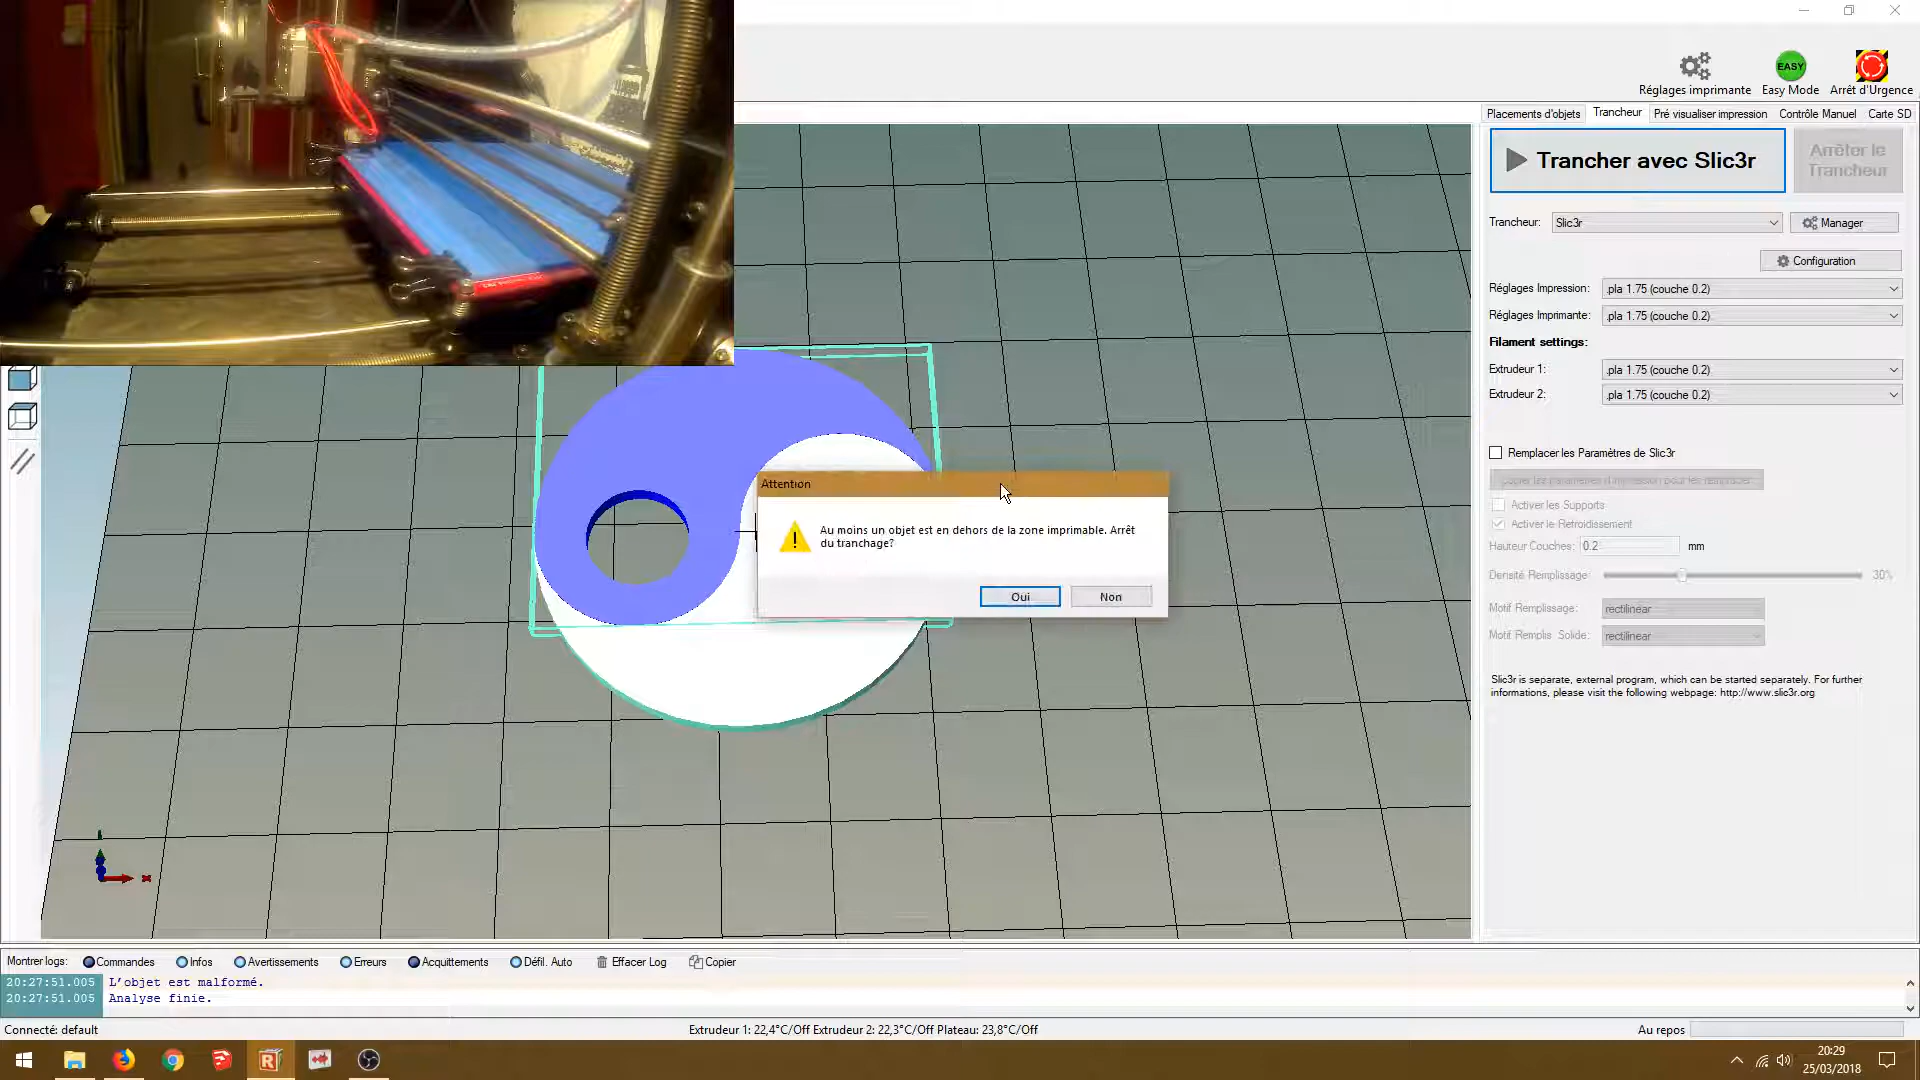 Réglages imprimante
EASY
Easy Mode
Arrêt d'Urgence
Placements d'objets
Trancheur
Pré visualiser impression
Contrôle Manuel
Carte SD
Trancher avec Slic3r
Arrêter le
Trancheur
Trancheur:
Slic3r
Manager
Configuration
Réglages Impression:
.pla 1.75 (couche 0.2)
Réglages Imprimante:
.pla 1.75 (couche 0.2)
Filament settings:
Extrudeur 1:
.pla 1.75 (couche 0.2)
Extrudeur 2:
.pla 1.75 (couche 0.2)
Remplacer les Paramètres de Slic3r
Copier les paramètres d'impression pour les remplacer
Activer les Supports
Activer le Refroidissement
Hauteur Couches:
0.2
mm
Densité Remplissage
30%
Motif Remplissage:
rectilinear
Motif Remplis Solide:
rectilinear
Slic3r is separate, external program, which can be started separately. For further
informations, please visit the following webpage: http://www.slic3r.org
Attention
Au moins un objet est en dehors de la zone imprimable. Arrêt
du tranchage?
Oui
Non
Montrer logs:
Commandes
Infos
Avertissements
Erreurs
Acquittements
Défil. Auto
Effacer Log
Copier
20:27:51.005 L'objet est malformé.
20:27:51.005 Analyse finie.
Connecté: default
Extrudeur 1: 22,4°C/Off Extrudeur 2: 22,3°C/Off Plateau: 23,8°C/Off
Au repos
20:29
25/03/2018